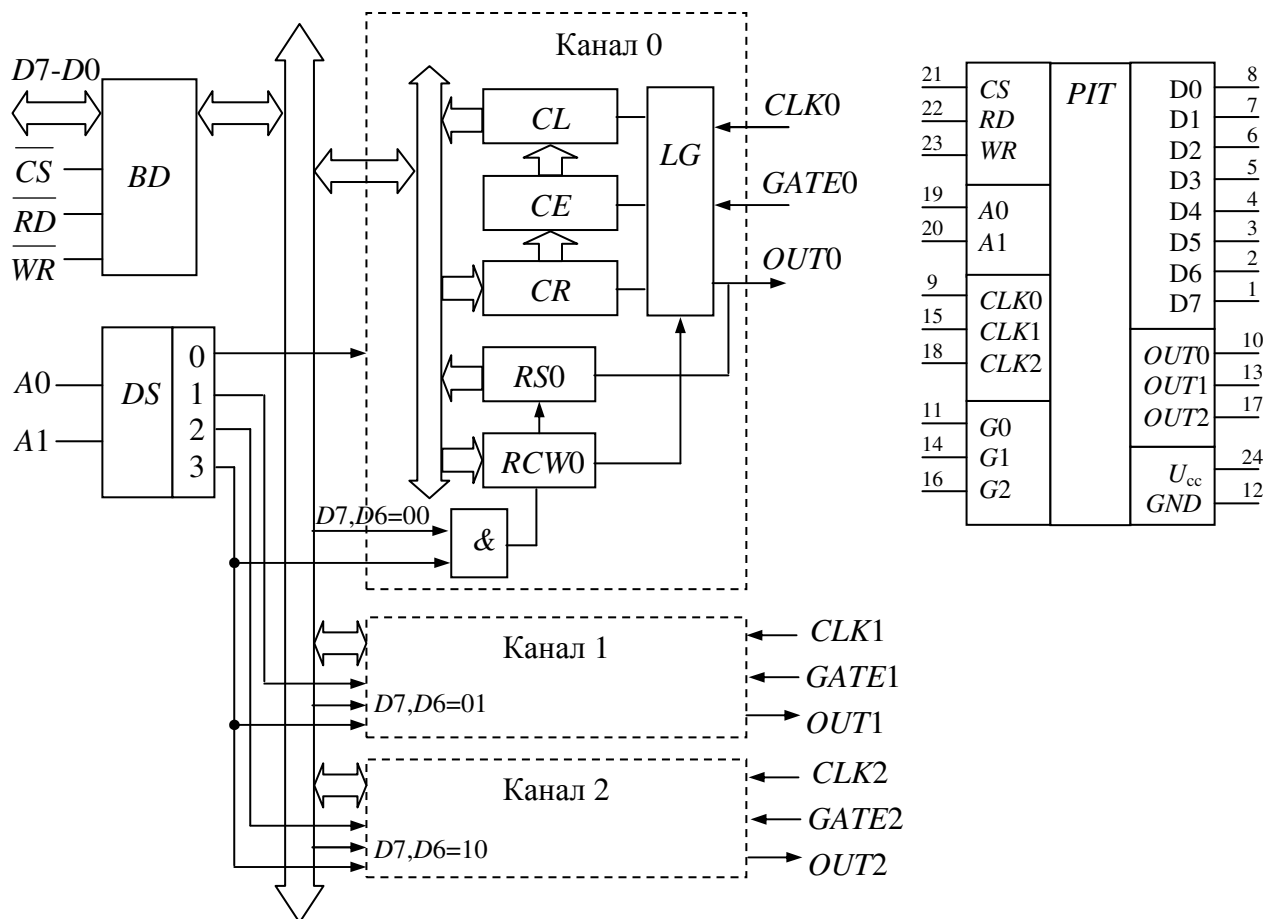 D7-D0
CS
RD
WR
BD
A0
A1
DS
0
1
2
3
Канал 0
CL
CE
CR
LG
RS0
RCW0
D7,D6=00
&
CLK0
GATE0
OUT0
Канал 1
D7,D6=01
CLK1
GATE1
OUT1
Канал 2
D7,D6=10
CLK2
GATE2
OUT2
PIT
21 CS
22 RD
23 WR
19 A0
20 A1
9 CLK0
15 CLK1
18 CLK2
11 G0
14 G1
16 G2
D0 8
D1 7
D2 6
D3 5
D4 4
D5 3
D6 2
D7 1
OUT0 10
OUT1 13
OUT2 17
Ucc 24
GND 12